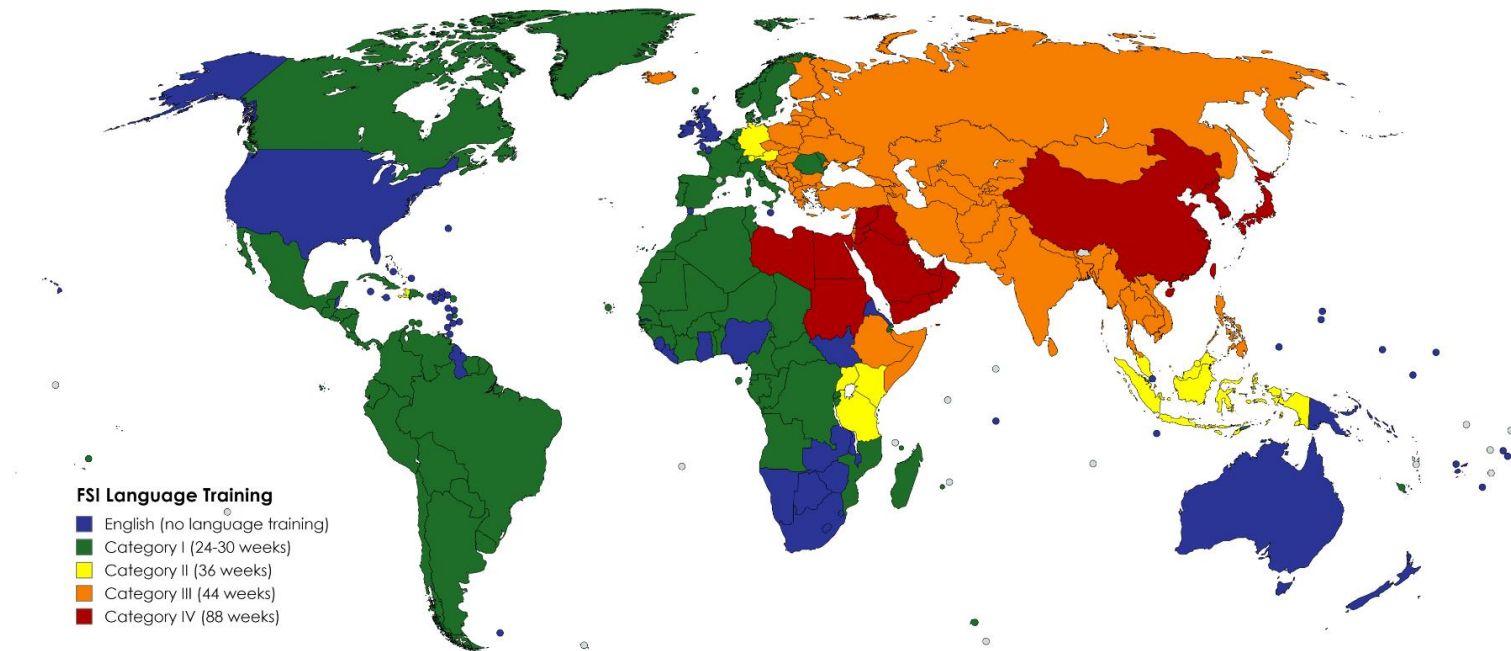 FSI Language Training
English (no language training)
Category I (24-30 weeks)
Category II (36 weeks)
Category III (44 weeks)
Category IV (88 weeks)